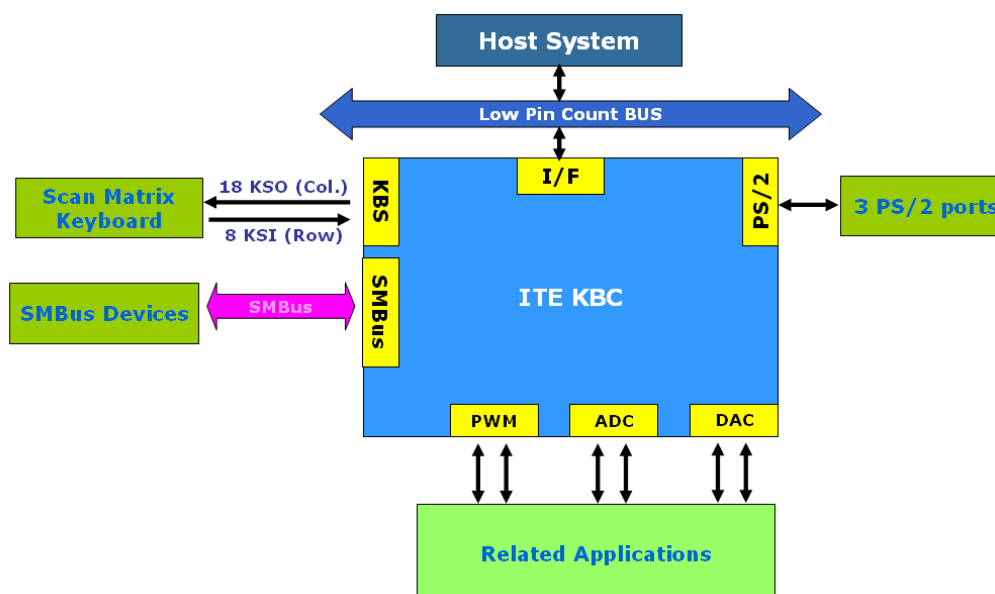 Host System
Low Pin Count BUS
I/F
KBS
PS/2
18 KSO (Col.)
8 KSI (Row)
Scan Matrix
Keyboard
3 PS/2 ports
SMBus Devices
SMBus
SMBus
ITE KBC
PWM
ADC
DAC
Related Applications